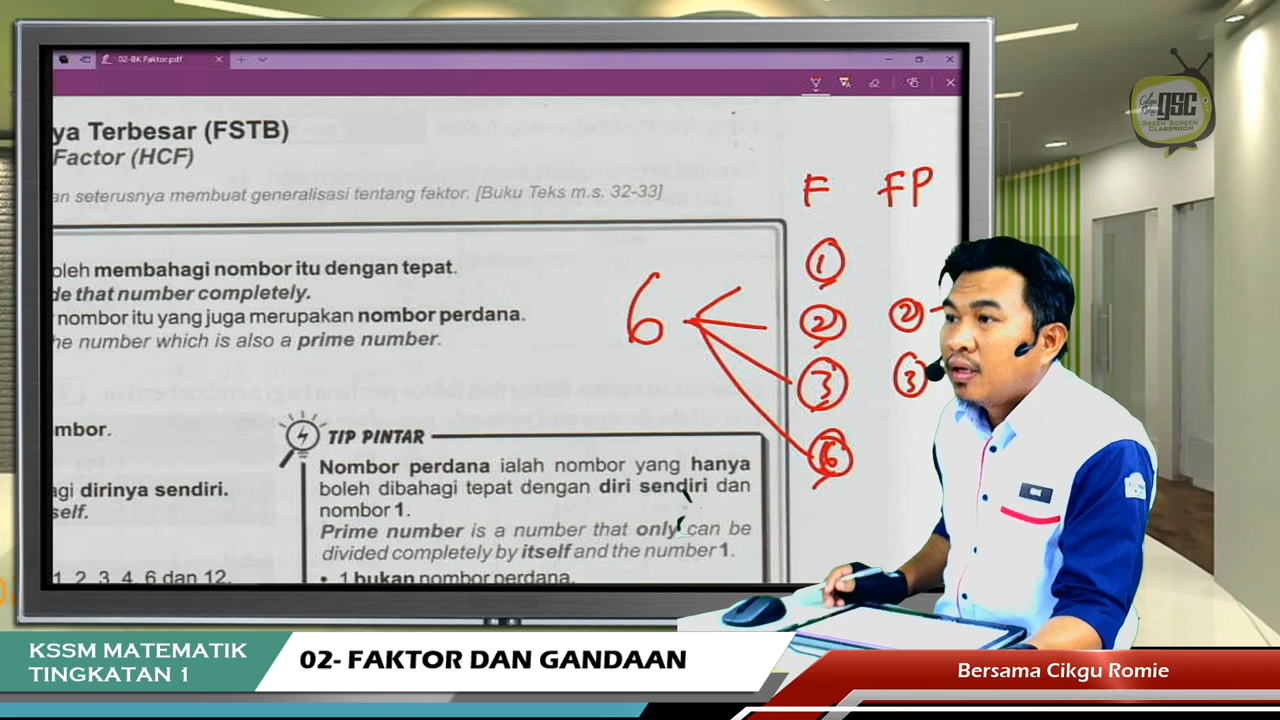 02-BK Faktor.pdf
ya Terbesar (FSTB)
Factor (HCF)
an seterusnya membuat generalisasi tentang faktor. [Buku Teks m.s. 32-33]
oleh membahagi nombor itu dengan tepat.
de that number completely.
nombor itu yang juga merupakan nombor perdana.
he number which is also a prime number.
ombor.
agi dirinya sendiri.
self.
1, 2, 3, 4, 6 dan 12.
TIP PINTAR
Nombor perdana ialah nombor yang hanya
boleh dibahagi tepat dengan diri sendiri dan
nombor 1.
Prime number is a number that only can be
divided completely by itself and the number 1.
• 1 bukan nombor perdana.
F FP
6
1
2 2
3 3
6
Cikgu Romie GSC
GREEN SCREEN
CLASSROOM
KSSM MATEMATIK
TINGKATAN 1
02- FAKTOR DAN GANDAAN
Bersama Cikgu Romie